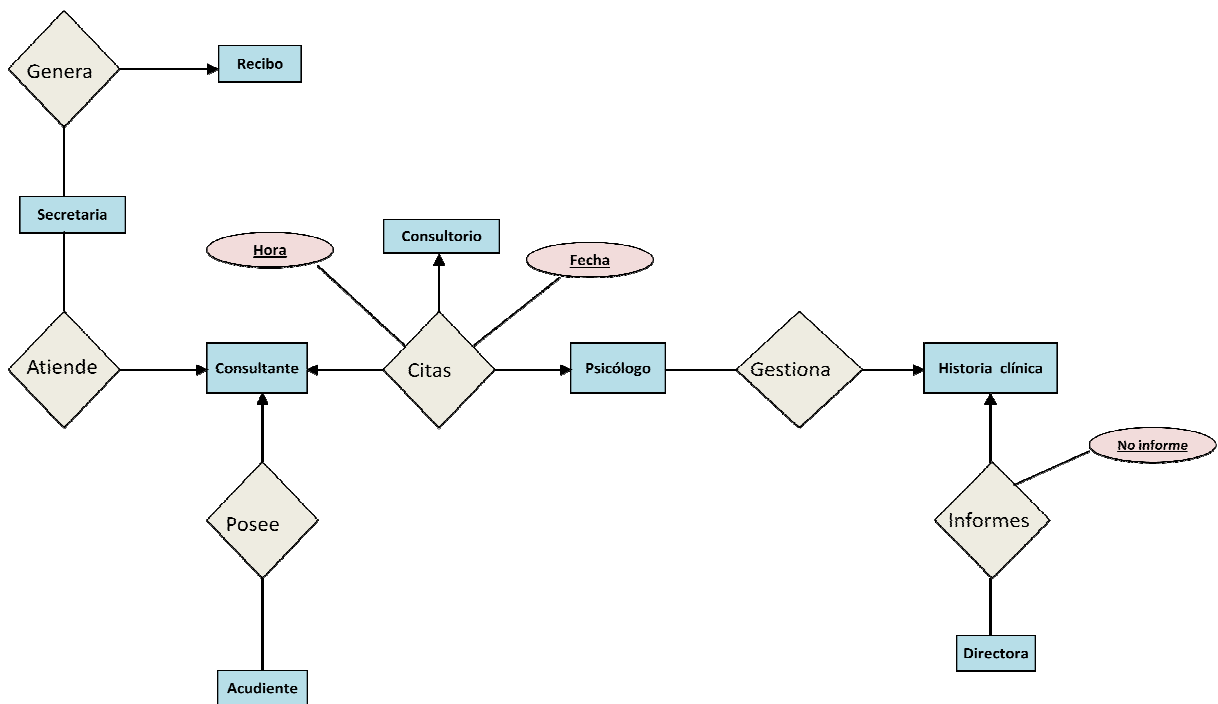 Genera
Recibo
Secretaria
Hora
Consultorio
Fecha
Atiende
Consultante
Citas
Psicólogo
Gestiona
Historia clínica
No informe
Posee
Informes
Directora
Acudiente